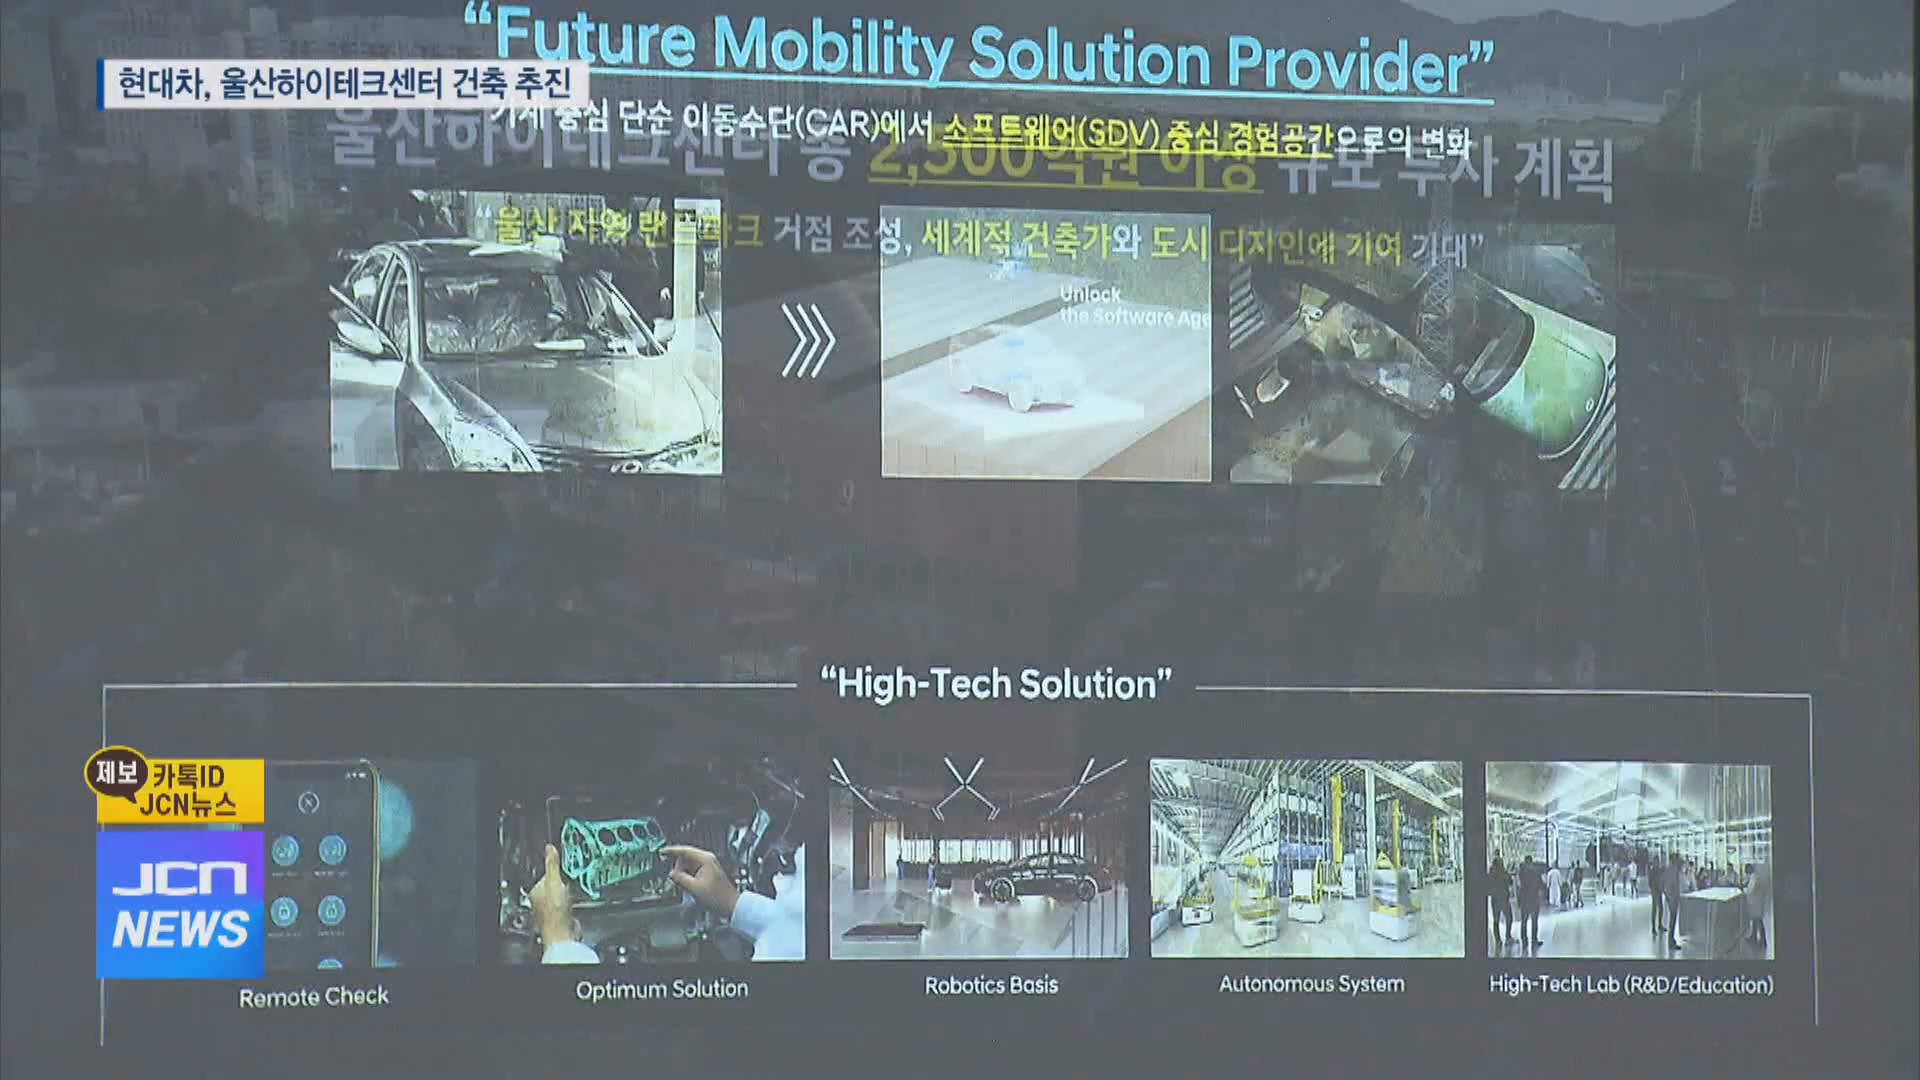 “Future Mobility Solution Provider”
현대차, 울산하이테크센터 건축 추진
기계 중심 단순 이동수단(CAR)에서 소프트웨어(SDV) 중심 경험공간으로의 변화
울산하이테크센터 총 2,500억원 이상 규모 투자 계획
“울산 지역 랜드마크 거점 조성, 세계적 건축가와 도시 디자인에 기여 기대”
Unlock
the Software Age
9
“High-Tech Solution”
제보 카톡ID
JCN뉴스
JCN
NEWS
Remote Check
Optimum Solution
Robotics Basis
Autonomous System
High-Tech Lab (R&D/Education)